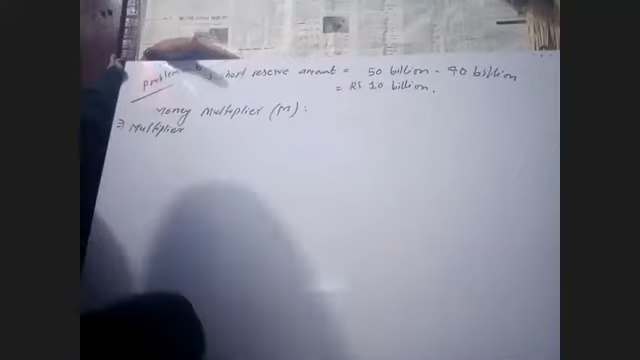 Problem short reserve amount = 50 billion - 40 billion
= RS 10 billion.
Money Multiplier (M):
⇒ Multiplier